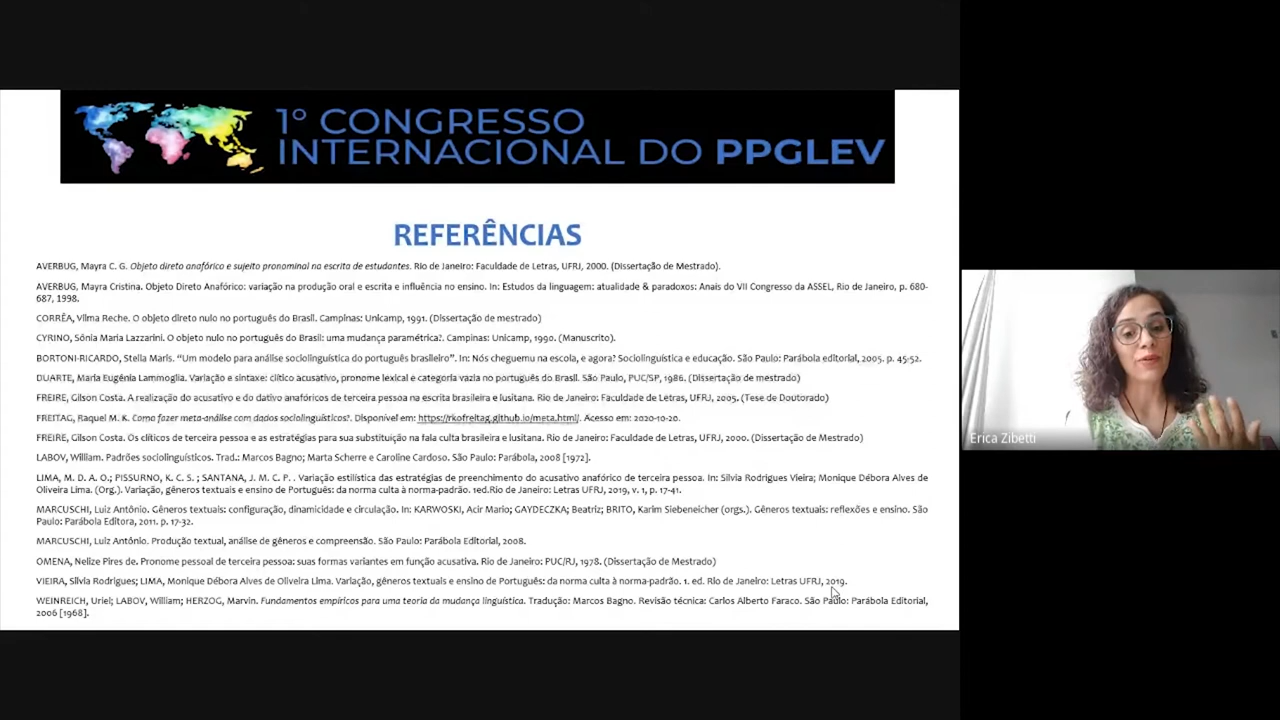 1º CONGRESSO
INTERNACIONAL DO PPGLEV
REFERÊNCIAS
AVERBUG, Mayra C. G. Objeto direto anafórico e sujeito pronominal na escrita de estudantes. Rio de Janeiro: Faculdade de Letras, UFRJ, 2000. (Dissertação de Mestrado).
AVERBUG, Mayra Cristina. Objeto Direto Anafórico: variação na produção oral e escrita e influência no ensino. In: Estudos da linguagem: atualidade & paradoxos: Anais do VII Congresso da ASSEL, Rio de Janeiro, p. 680-
687, 1998.
CORRÊA, Vilma Reche. O objeto direto nulo no português do Brasil. Campinas: Unicamp, 1991. (Dissertação de mestrado)
CYRINO, Sônia Maria Lazzarini. O objeto nulo no português do Brasil: uma mudança paramétrica?. Campinas: Unicamp, 1990. (Manuscrito).
BORTONI-RICARDO, Stella Maris. “Um modelo para análise sociolinguística do português brasileiro”. In: Nós cheguemu na escola, e agora? Sociolinguística e educação. São Paulo: Parábola editorial, 2005. p. 45-52.
DUARTE, Maria Eugênia Lammoglia. Variação e sintaxe: clítico acusativo, pronome lexical e categoria vazia no português do Brasil. São Paulo, PUC/SP, 1986. (Dissertação de mestrado)
FREIRE, Gilson Costa. A realização do acusativo e do dativo anafóricos de terceira pessoa na escrita brasileira e lusitana. Rio de Janeiro: Faculdade de Letras, UFRJ, 2005. (Tese de Doutorado)
FREITAG, Raquel M. K. Como fazer meta-análise com dados sociolinguísticos?. Disponível em: https://rkofreitag.github.io/meta.html/. Acesso em: 2020-10-20.
FREIRE, Gilson Costa. Os clíticos de terceira pessoa e as estratégias para sua substituição na fala culta brasileira e lusitana. Rio de Janeiro: Faculdade de Letras, UFRJ, 2000. (Dissertação de Mestrado)
LABOV, William. Padrões sociolinguísticos. Trad.: Marcos Bagno; Marta Scherre e Caroline Cardoso. São Paulo: Parábola, 2008 [1972].
LIMA, M. D. A. O.; PISSURNO, K. C. S. ; SANTANA, J. M. C. P. . Variação estilística das estratégias de preenchimento do acusativo anafórico de terceira pessoa. In: Silvia Rodrigues Vieira; Monique Débora Alves de
Oliveira Lima. (Org.). Variação, gêneros textuais e ensino de Português: da norma culta à norma-padrão. 1ed.Rio de Janeiro: Letras UFRJ, 2019, v. 1, p. 17-41.
MARCUSCHI, Luiz Antônio. Gêneros textuais: configuração, dinamicidade e circulação. In: KARWOSKI, Acir Mario; GAYDECZKA; Beatriz; BRITO, Karim Siebeneicher (orgs.). Gêneros textuais: reflexões e ensino. São
Paulo: Parábola Editora, 2011. p. 17-32.
MARCUSCHI, Luiz Antônio. Produção textual, análise de gêneros e compreensão. São Paulo: Parábola Editorial, 2008.
OMENA, Nelize Pires de. Pronome pessoal de terceira pessoa: suas formas variantes em função acusativa. Rio de Janeiro: PUC/RJ, 1978. (Dissertação de Mestrado)
VIEIRA, Silvia Rodrigues; LIMA, Monique Débora Alves de Oliveira Lima. Variação, gêneros textuais e ensino de Português: da norma culta à norma-padrão. 1. ed. Rio de Janeiro: Letras UFRJ, 2019.
WEINREICH, Uriel; LABOV, William; HERZOG, Marvin. Fundamentos empíricos para uma teoria da mudança linguística. Tradução: Marcos Bagno. Revisão técnica: Carlos Alberto Faraco. São Paulo: Parábola Editorial,
2006 [1968].
Erica Zibetti